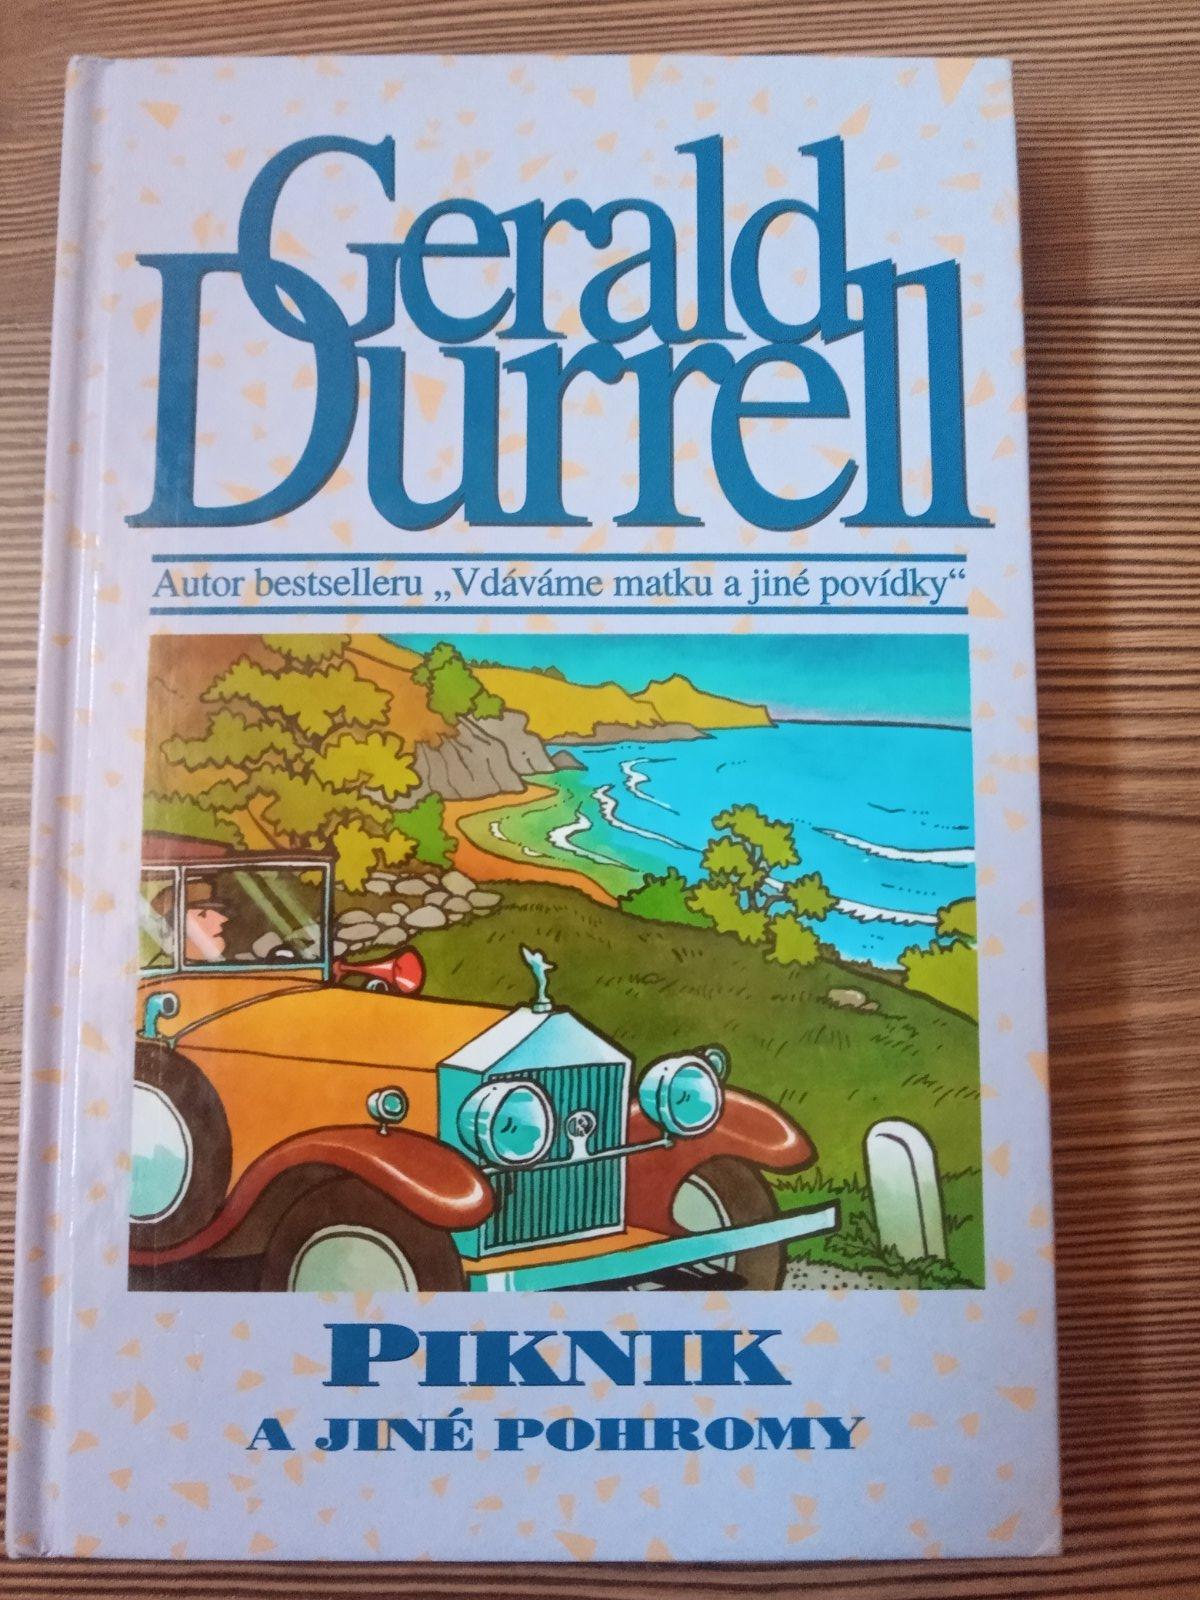 Gerald
Durrell
Autor bestselleru „Vdáváme matku a jiné povídky“
PIKNIK
A JINÉ POHROMY